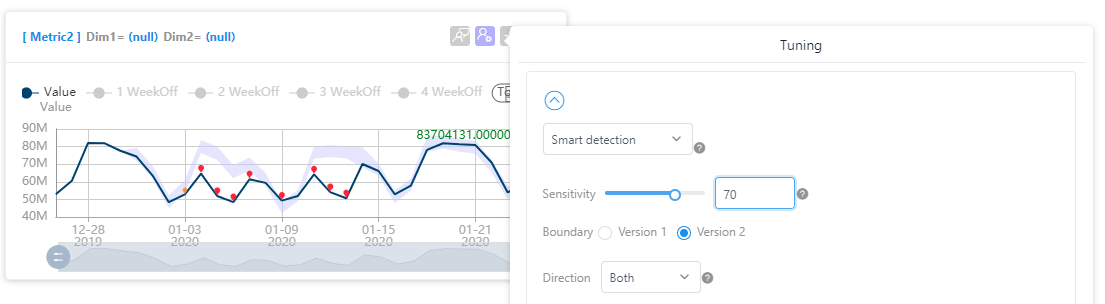 [ Metric2 ] Dim1= (null) Dim2= (null)
Value 1 WeekOff 2 WeekOff 3 WeekOff 4 WeekOff
Value
83704131.00000
90M
80M
70M
60M
50M
40M
12-28 01-03 01-09 01-15 01-21
2019 2020 2020 2020 2020
Tuning
Smart detection
Sensitivity 70
Boundary Version 1 Version 2
Direction Both